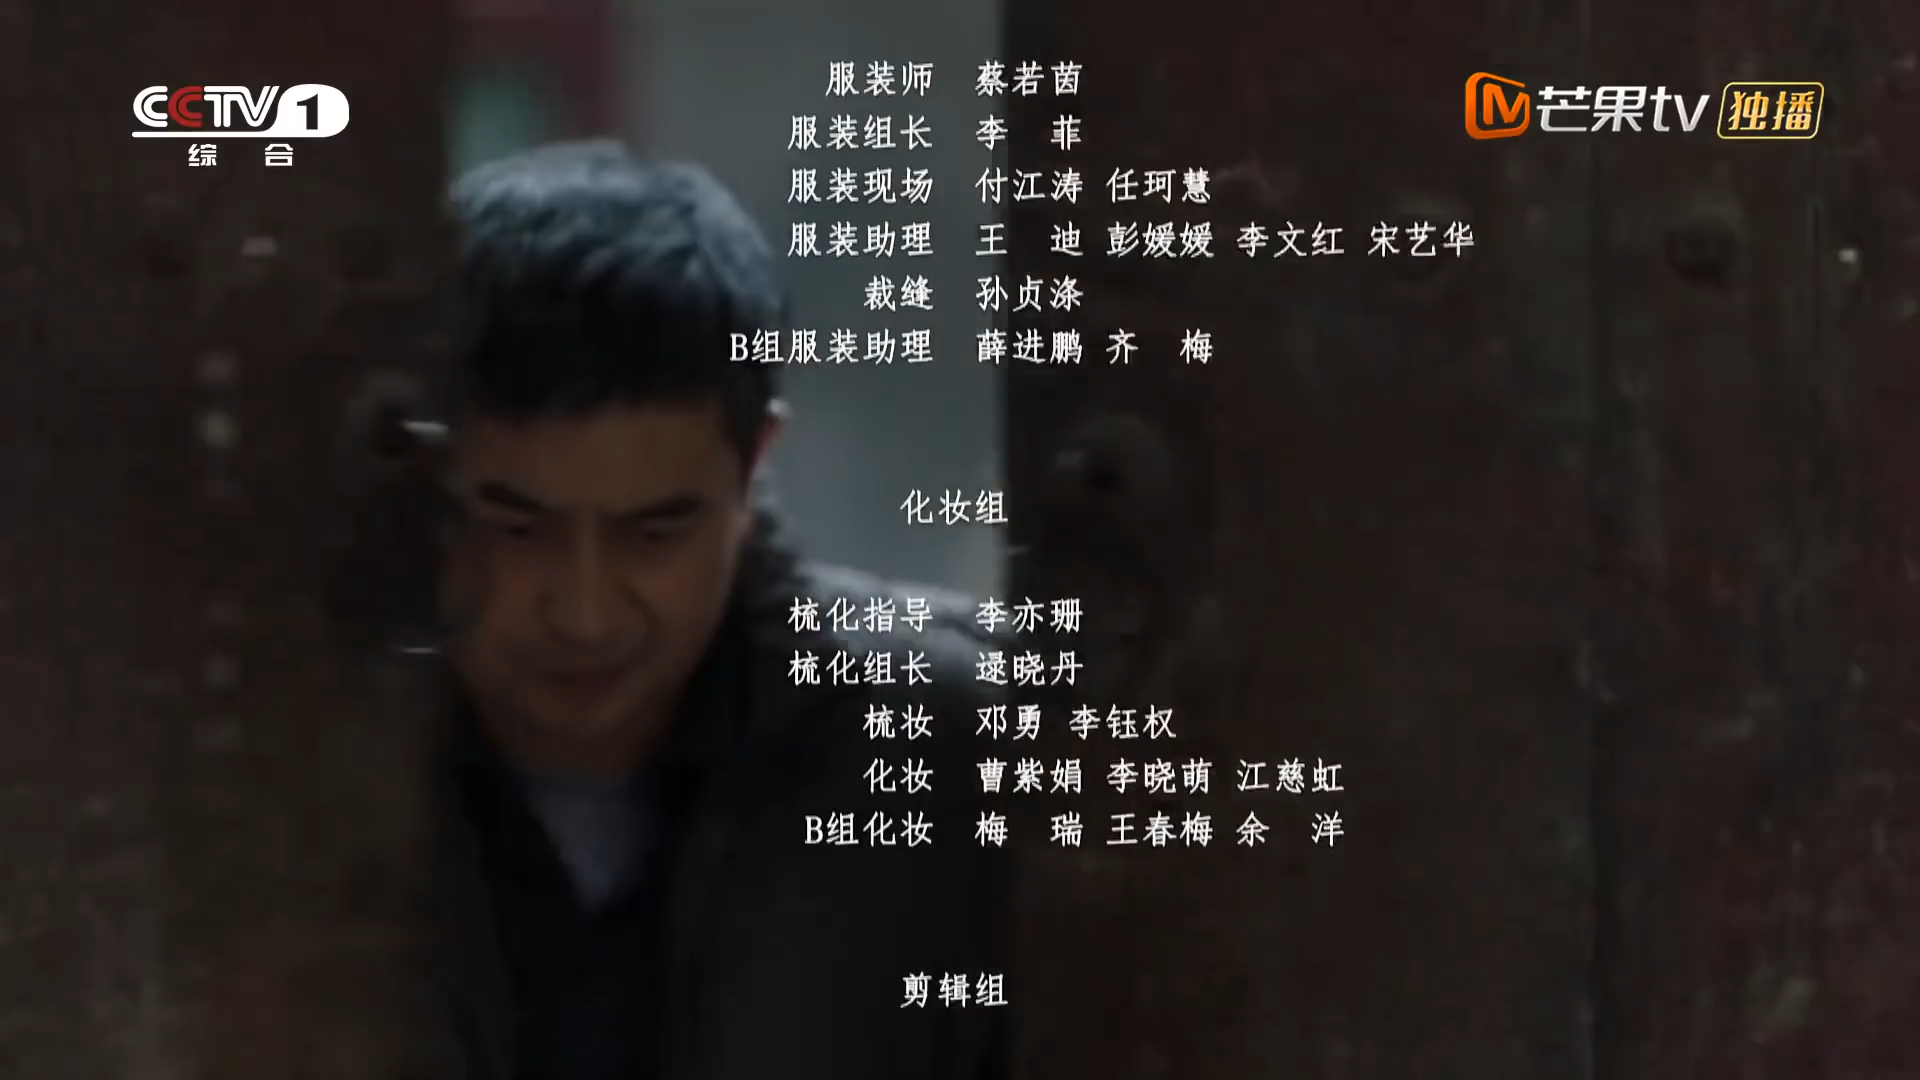 CCTV1
综 合
芒果tv 独播
服装师 蔡若茵
服装组长 李 菲
服装现场 付江涛 任珂慧
服装助理 王 迪 彭媛媛 李文红 宋艺华
裁缝 孙贞涤
B组服装助理 薛进鹏 齐 梅
化妆组
梳化指导 李亦珊
梳化组长 逯晓丹
梳妆 邓勇 李钰权
化妆 曹紫娟 李晓萌 江慈虹
B组化妆 梅 瑞 王春梅 余 洋
剪辑组